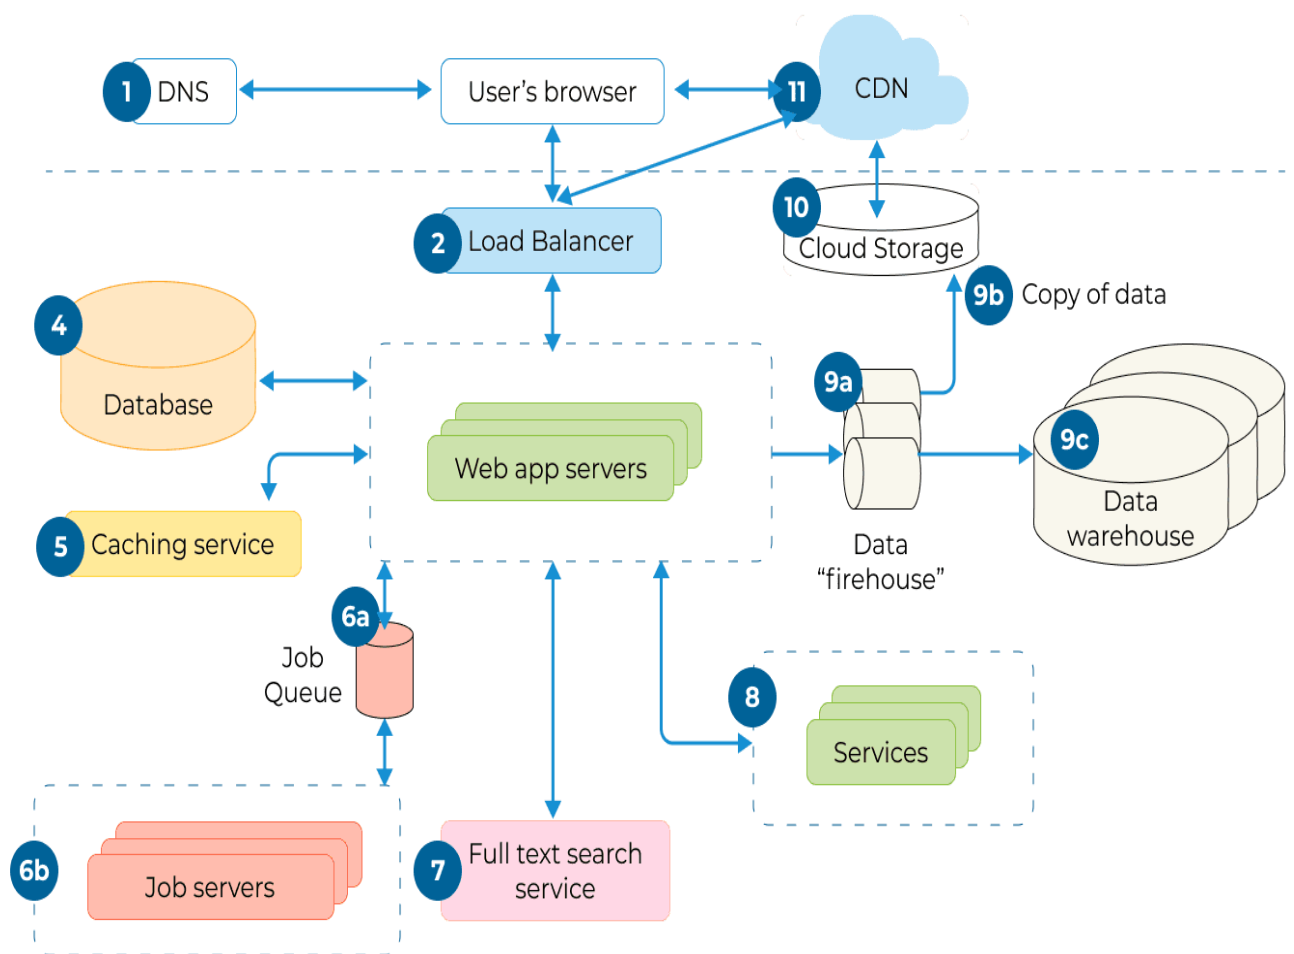 1
DNS
User's browser
11
CDN
2
Load Balancer
10
Cloud Storage
9b
Copy of data
4
Database
9a
9c
Data
warehouse
Web app servers
5
Caching service
Data
“firehouse”
6a
Job
Queue
8
Services
6b
Job servers
7
Full text search
service